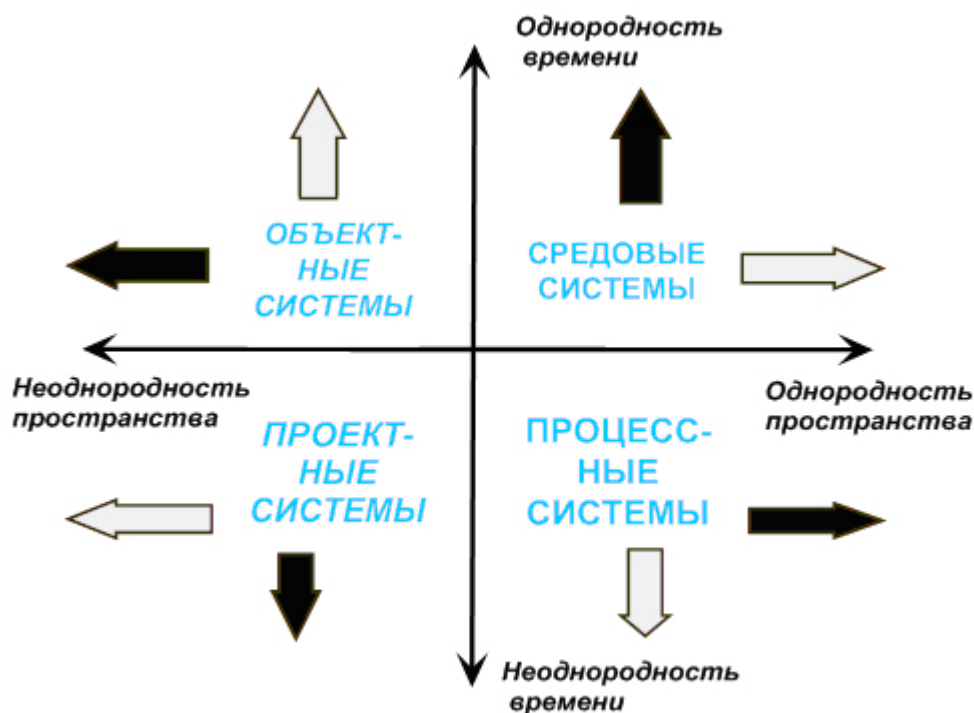 Однородность
времени
ОБЪЕКТ-
НЫЕ
СИСТЕМЫ
СРЕДОВЫЕ
СИСТЕМЫ
Неоднородность
пространства
Однородность
пространства
ПРОЕКТ-
НЫЕ
СИСТЕМЫ
ПРОЦЕСС-
НЫЕ
СИСТЕМЫ
Неоднородность
времени